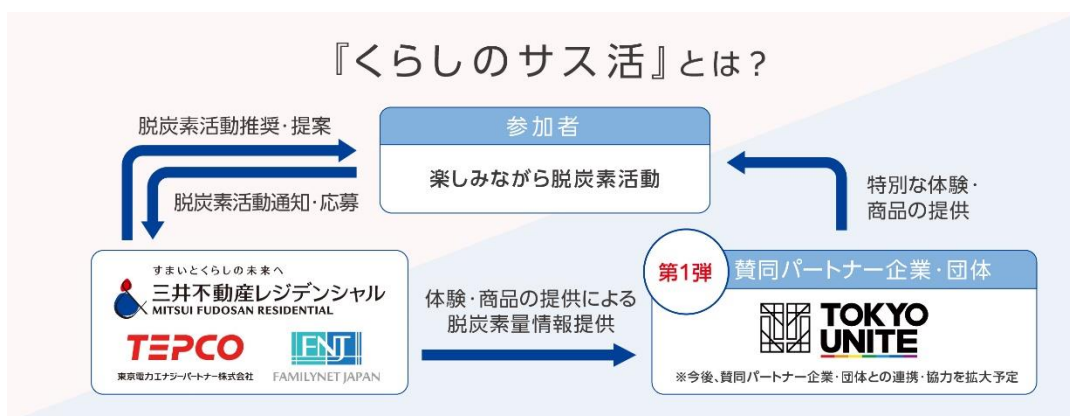 『くらしのサス活』とは？
脱炭素活動推奨・提案
参加者
楽しみながら脱炭素活動
脱炭素活動通知・応募
特別な体験・
商品の提供
すまいとくらしの未来へ
三井不動産レジデンシャル
MITSUI FUDOSAN RESIDENTIAL
TEPCO
東京電力エナジーパートナー株式会社
FNJ
FAMILYNET JAPAN
体験・商品の提供による
脱炭素量情報提供
第1弾
賛同パートナー企業・団体
TOKYO
UNITE
※今後、賛同パートナー企業・団体との連携・協力を拡大予定